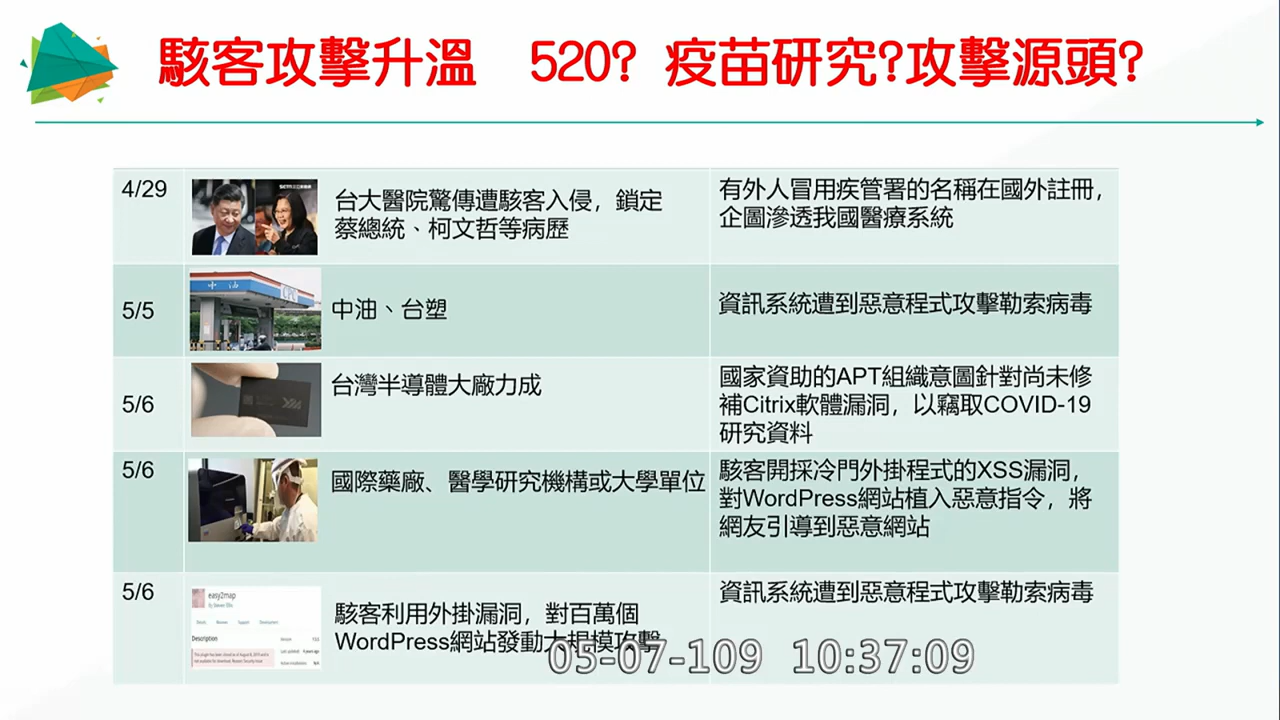 駭客攻擊升溫 520? 疫苗研究?攻擊源頭?
4/29
台大醫院驚傳遭駭客入侵，鎖定
蔡總統、柯文哲等病歷
有外人冒用疾管署的名稱在國外註冊，
企圖滲透我國醫療系統
5/5
中油
CPC
中油、台塑
資訊系統遭到惡意程式攻擊勒索病毒
5/6
台灣半導體大廠力成
國家資助的APT組織意圖針對尚未修
補Citrix軟體漏洞，以竊取COVID-19
研究資料
5/6
國際藥廠、醫學研究機構或大學單位
駭客開採冷門外掛程式的XSS漏洞，
對WordPress網站植入惡意指令，將
網友引導到惡意網站
5/6
easy2map
Details Reviews Support Development
Description
駭客利用外掛漏洞，對百萬個
WordPress網站發動大規模攻擊
資訊系統遭到惡意程式攻擊勒索病毒
05-07-109 10:37:09